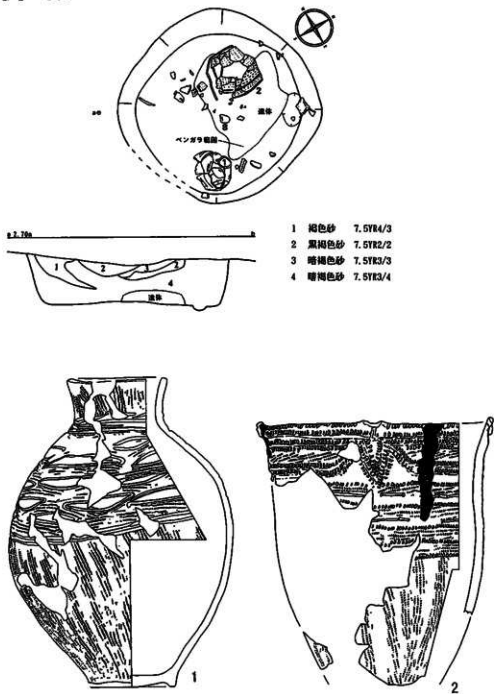 2
遺体
ベンガラ範囲
a 2.70m b
1 2 3 2
4
遺体
1 褐色砂 7.5YR4/3
2 黒褐色砂 7.5YR2/2
3 暗褐色砂 7.5YR3/3
4 暗褐色砂 7.5YR3/4
1
2